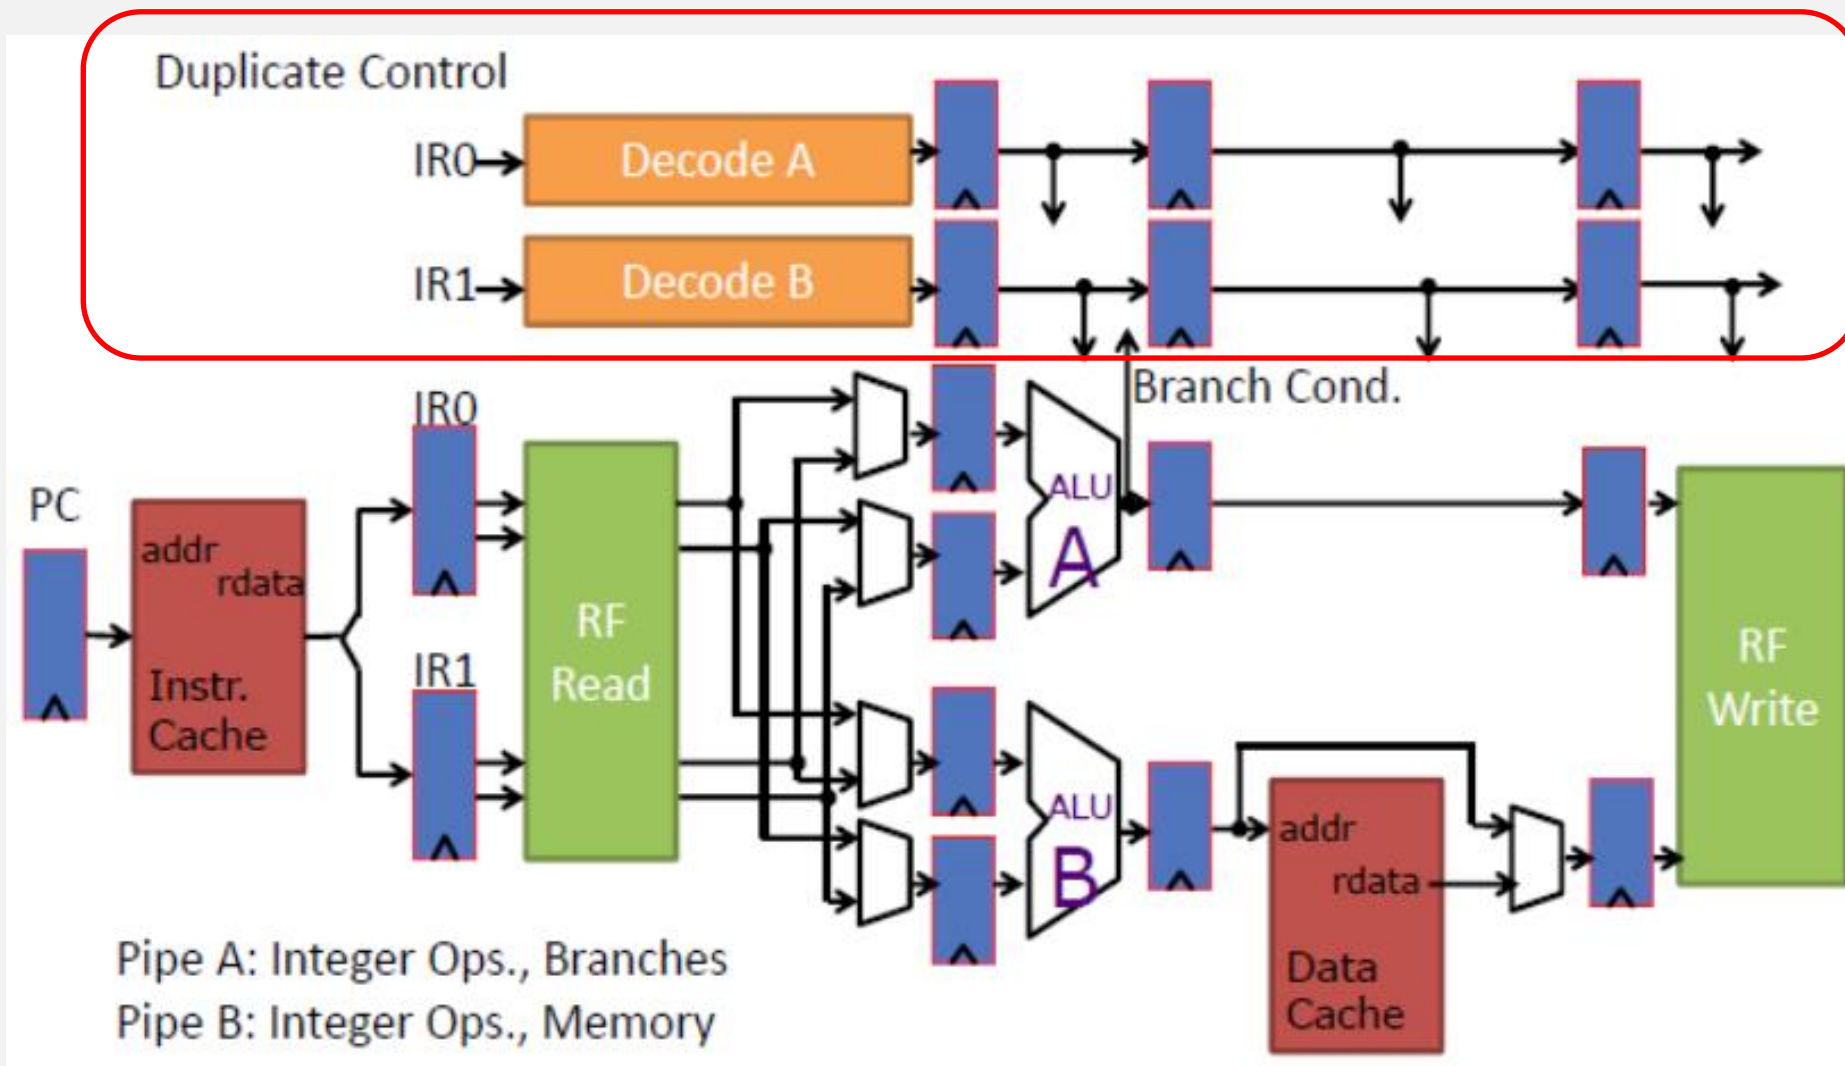 Duplicate Control
IR0
Decode A
IR1
Decode B
Branch Cond.
IR0
PC
addr
rdata
Instr.
Cache
IR1
RF
Read
ALU
A
ALU
B
addr
rdata
Data
Cache
RF
Write
Pipe A: Integer Ops., Branches
Pipe B: Integer Ops., Memory